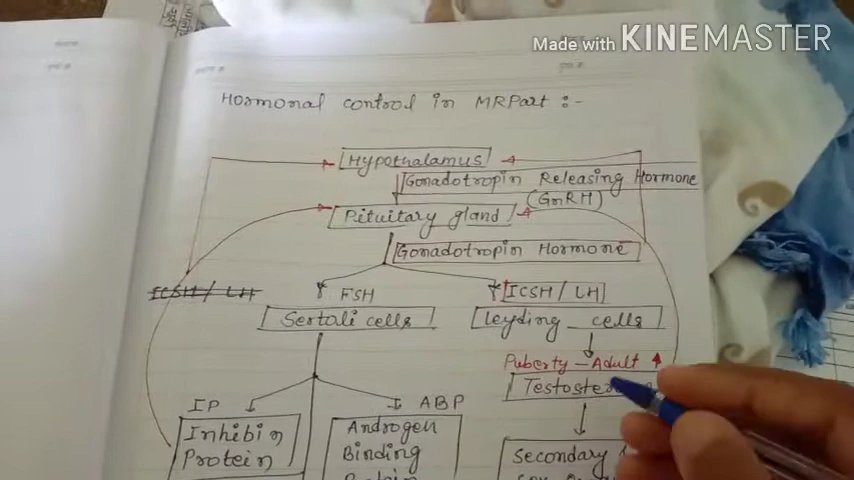 Made with KINEMASTER
Hormonal control in MRPart :-
Hypothalamus
Gonadotropin Releasing Hormone
(GnRH)
Pituitary gland
Gonadotropin Hormone
ICSH / LH
FSH
ICSH / LH
Sertoli cells
Leyding cells
Puberty - Adult
IP
ABP
Inhibin
Protein
Androgen
Binding
Secondary